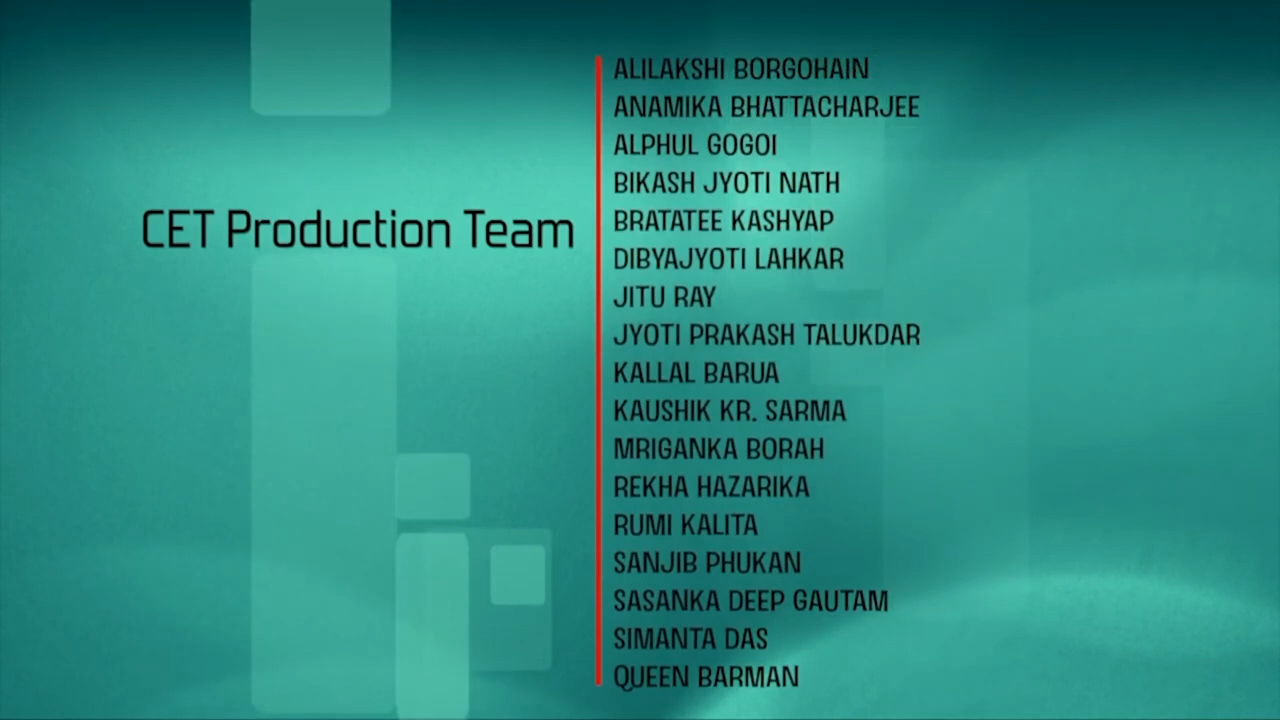 CET Production Team
ALILAKSHI BORGOHAIN
ANAMIKA BHATTACHARJEE
ALPHUL GOGOI
BIKASH JYOTI NATH
BRATATEE KASHYAP
DIBYAJYOTI LAHKAR
JITU RAY
JYOTI PRAKASH TALUKDAR
KALLAL BARUA
KAUSHIK KR. SARMA
MRIGANKA BORAH
REKHA HAZARIKA
RUMI KALITA
SANJIB PHUKAN
SASANKA DEEP GAUTAM
SIMANTA DAS
QUEEN BARMAN